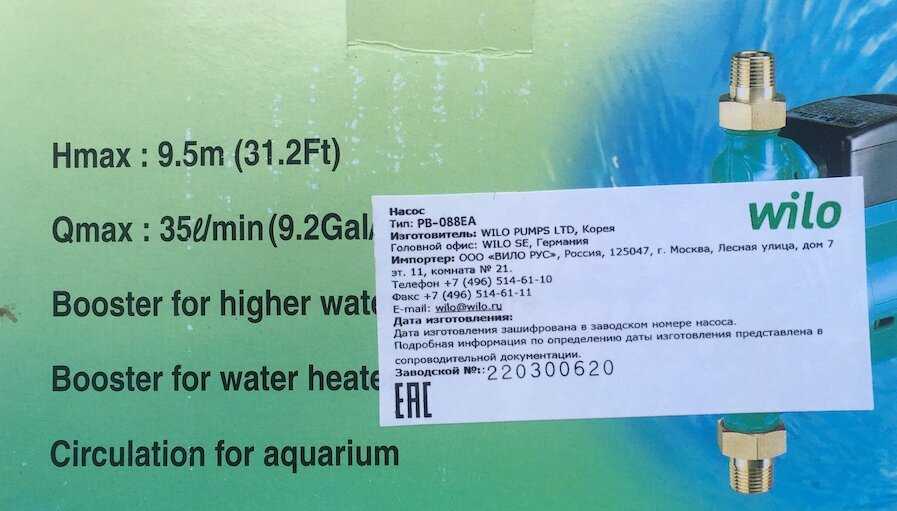 Hmax : 9.5m (31.2Ft)
Qmax : 35ℓ/min (9.2Gal/
Booster for higher wate
Booster for water heate
Circulation for aquarium
wilo
Насос
Тип: PB-088EA
Изготовитель: WILO PUMPS LTD, Корея
Головной офис: WILO SE, Германия
Импортер: ООО «ВИЛО РУС», Россия, 125047, г. Москва, Лесная улица, дом 7
эт. 11, комната № 21.
Телефон +7 (496) 514-61-10
Факс +7 (496) 514-61-11
E-mail: wilo@wilo.ru
Дата изготовления:
Дата изготовления зашифрована в заводском номере насоса.
Подробная информация по определению даты изготовления представлена в
сопроводительной документации.
Заводской №:: 220300620
EAC